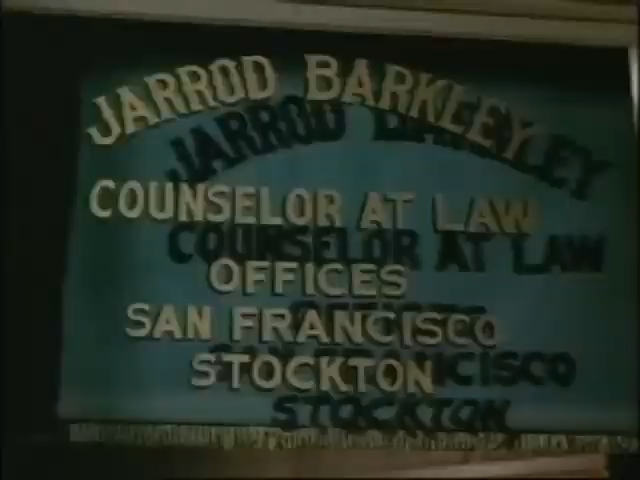 JARROD BARKLEY
COUNSELOR AT LAW
OFFICES
SAN FRANCISCO
STOCKTON